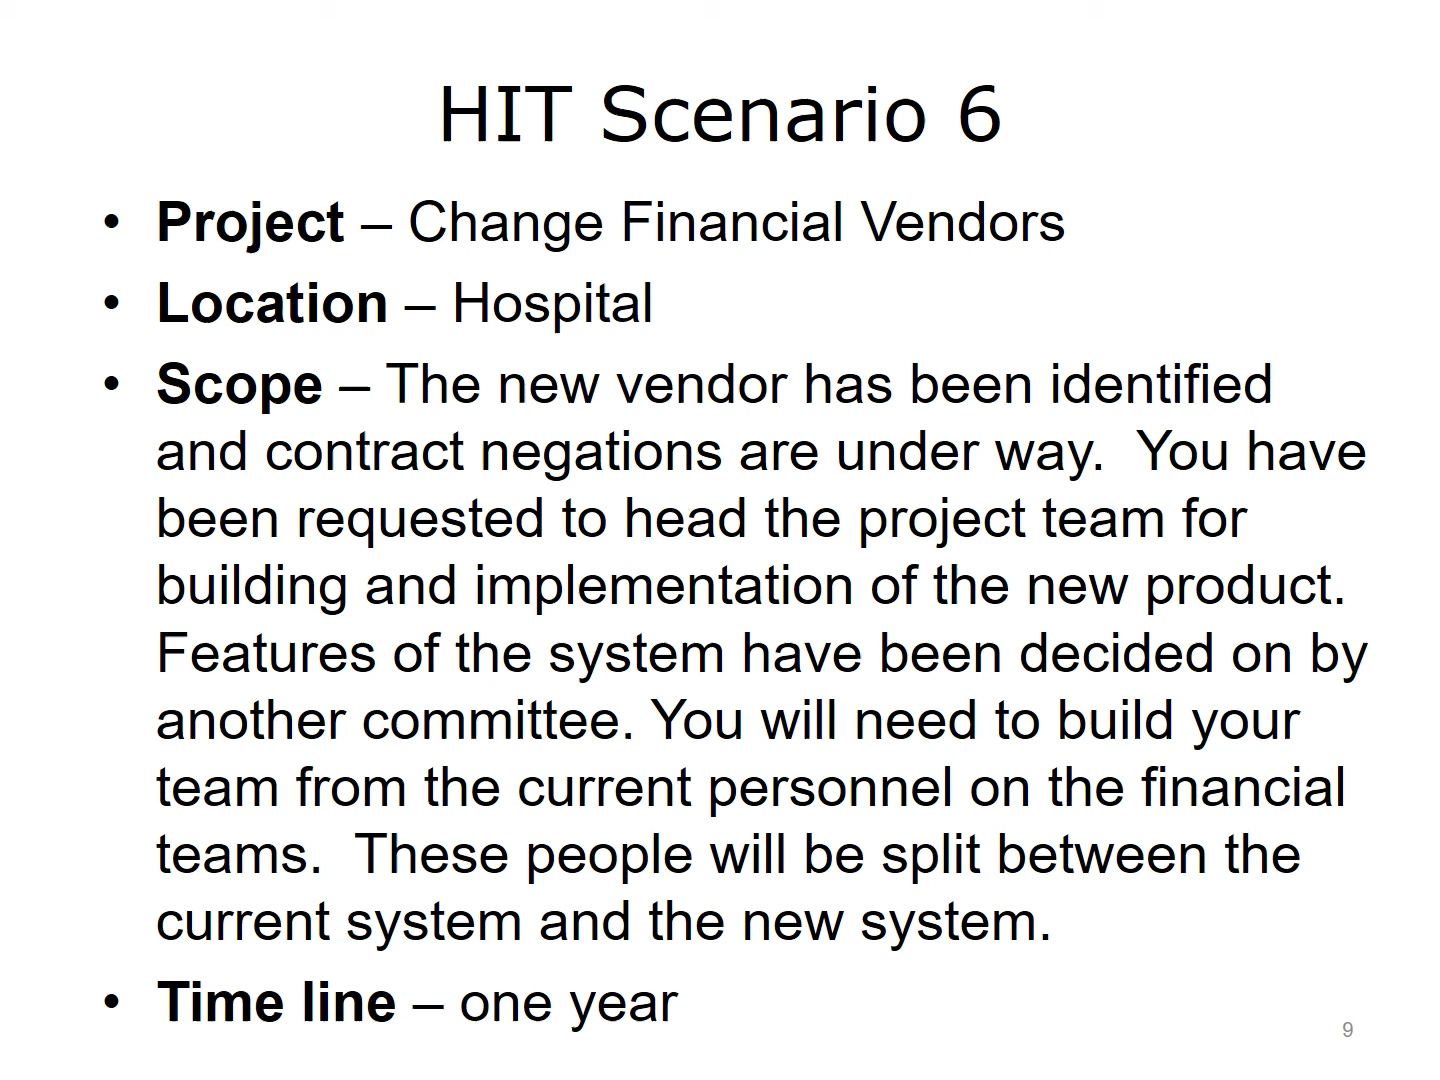 HIT Scenario 6
• Project – Change Financial Vendors
• Location – Hospital
• Scope – The new vendor has been identified
and contract negations are under way.  You have
been requested to head the project team for
building and implementation of the new product.
Features of the system have been decided on by
another committee. You will need to build your
team from the current personnel on the financial
teams.  These people will be split between the
current system and the new system.
• Time line – one year
9